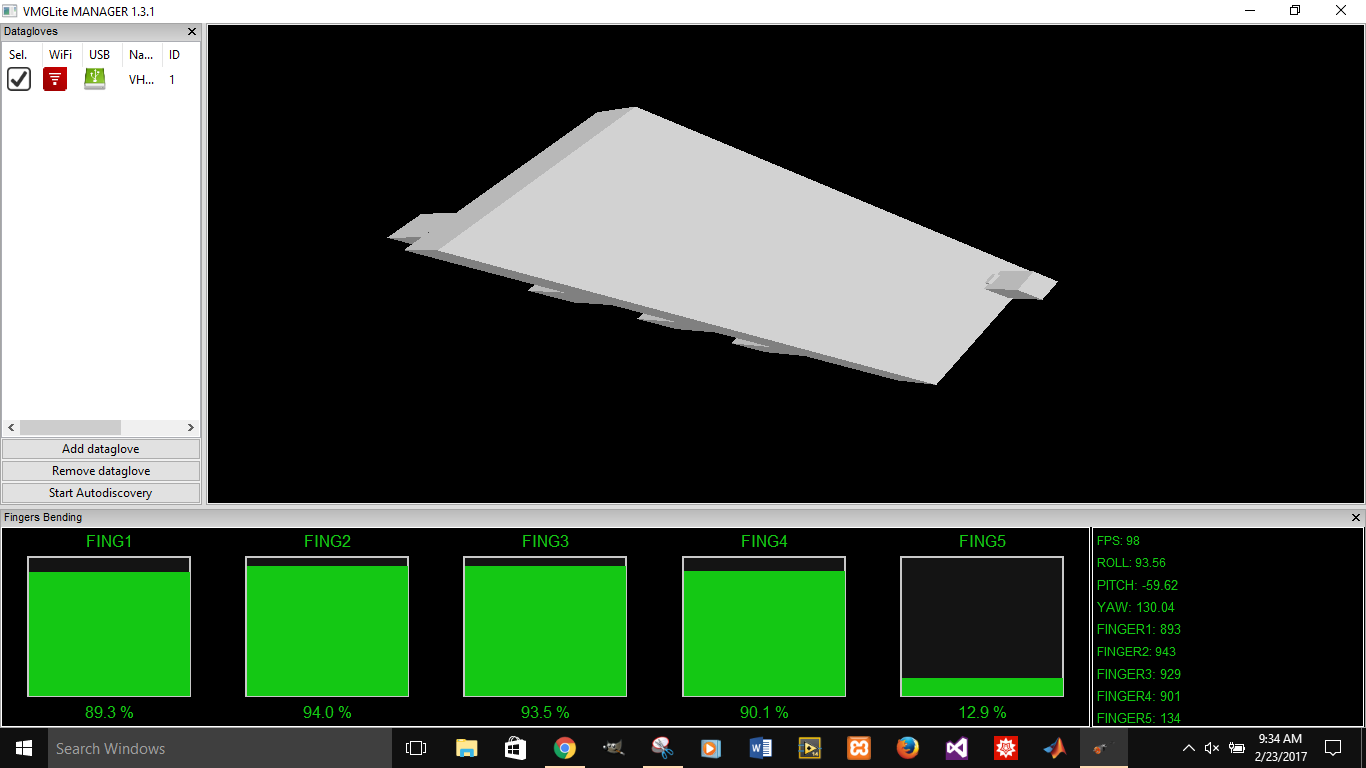 VMGLite MANAGER 1.3.1
Datagloves
Sel. WiFi USB Na... ID
VH... 1
Add dataglove
Remove dataglove
Start Autodiscovery
Fingers Bending
FING1 FING2 FING3 FING4 FING5
89.3 % 94.0 % 93.5 % 90.1 % 12.9 %
FPS: 98
ROLL: 93.56
PITCH: -59.62
YAW: 130.04
FINGER1: 893
FINGER2: 943
FINGER3: 929
FINGER4: 901
FINGER5: 134
Search Windows
9:34 AM
2/23/2017